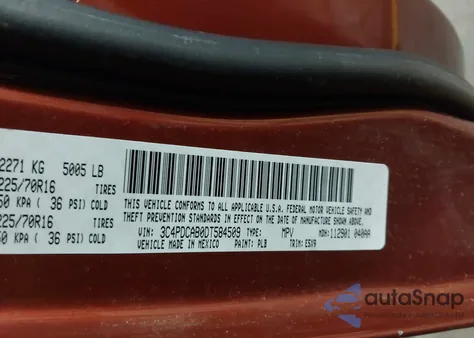 2271 KG 5005 LB
225/70R16 TIRES
50 KPA ( 36 PSI) COLD
225/70R16 TIRES
50 KPA ( 36 PSI) COLD
THIS VEHICLE CONFORMS TO ALL APPLICABLE U.S.A. FEDERAL MOTOR VEHICLE SAFETY AND
THEFT PREVENTION STANDARDS IN EFFECT ON THE DATE OF MANUFACTURE SHOWN ABOVE.
VIN: 3C4PDCAB0DT584509 TYPE: MPV MDH: 112901 040AA
VEHICLE MADE IN MEXICO PAINT: PLB TRIM: ESX9
autoSnap
by CarDekho